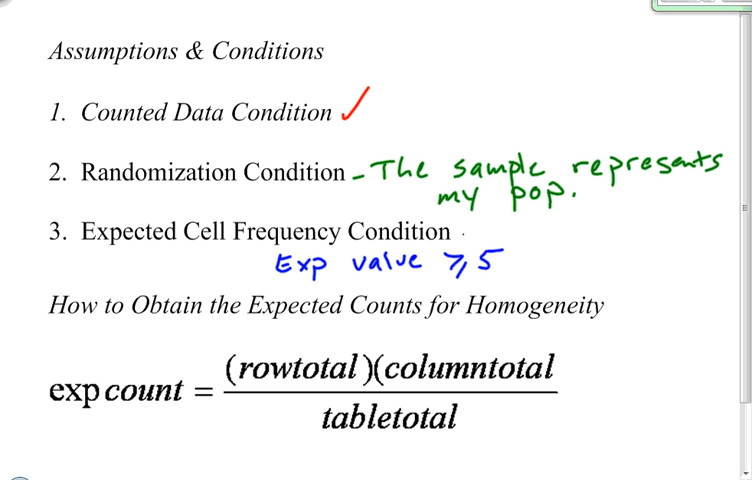 Assumptions & Conditions
1. Counted Data Condition ✓
2. Randomization Condition - The sample represents
my pop.
3. Expected Cell Frequency Condition
Exp value ≥ 5
How to Obtain the Expected Counts for Homogeneity
exp count = (rowtotal)(columntotal
tabletotal